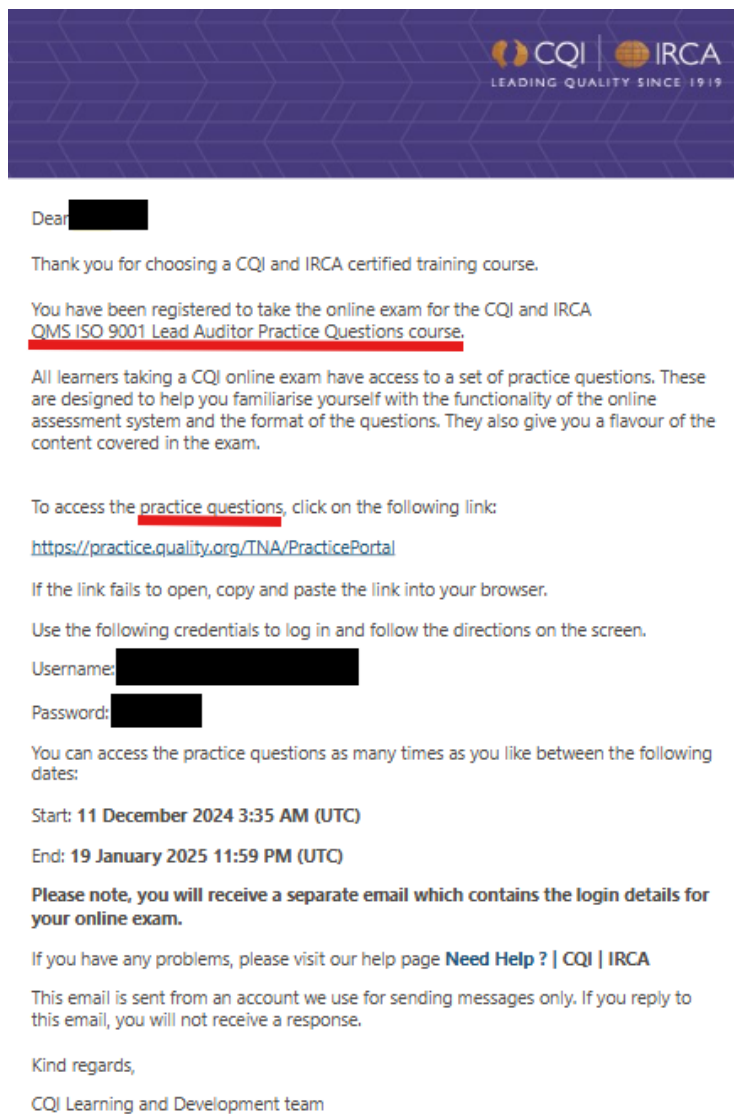 CQI IRCA
LEADING QUALITY SINCE 1919
Dear
Thank you for choosing a CQI and IRCA certified training course.
You have been registered to take the online exam for the CQI and IRCA
QMS ISO 9001 Lead Auditor Practice Questions course.
All learners taking a CQI online exam have access to a set of practice questions. These
are designed to help you familiarise yourself with the functionality of the online
assessment system and the format of the questions. They also give you a flavour of the
content covered in the exam.
To access the practice questions, click on the following link:
https://practice.quality.org/TNA/PracticePortal
If the link fails to open, copy and paste the link into your browser.
Use the following credentials to log in and follow the directions on the screen.
Username:
Password:
You can access the practice questions as many times as you like between the following
dates:
Start: 11 December 2024 3:35 AM (UTC)
End: 19 January 2025 11:59 PM (UTC)
Please note, you will receive a separate email which contains the login details for
your online exam.
If you have any problems, please visit our help page Need Help ? | CQI | IRCA
This email is sent from an account we use for sending messages only. If you reply to
this email, you will not receive a response.
Kind regards,
CQI Learning and Development team